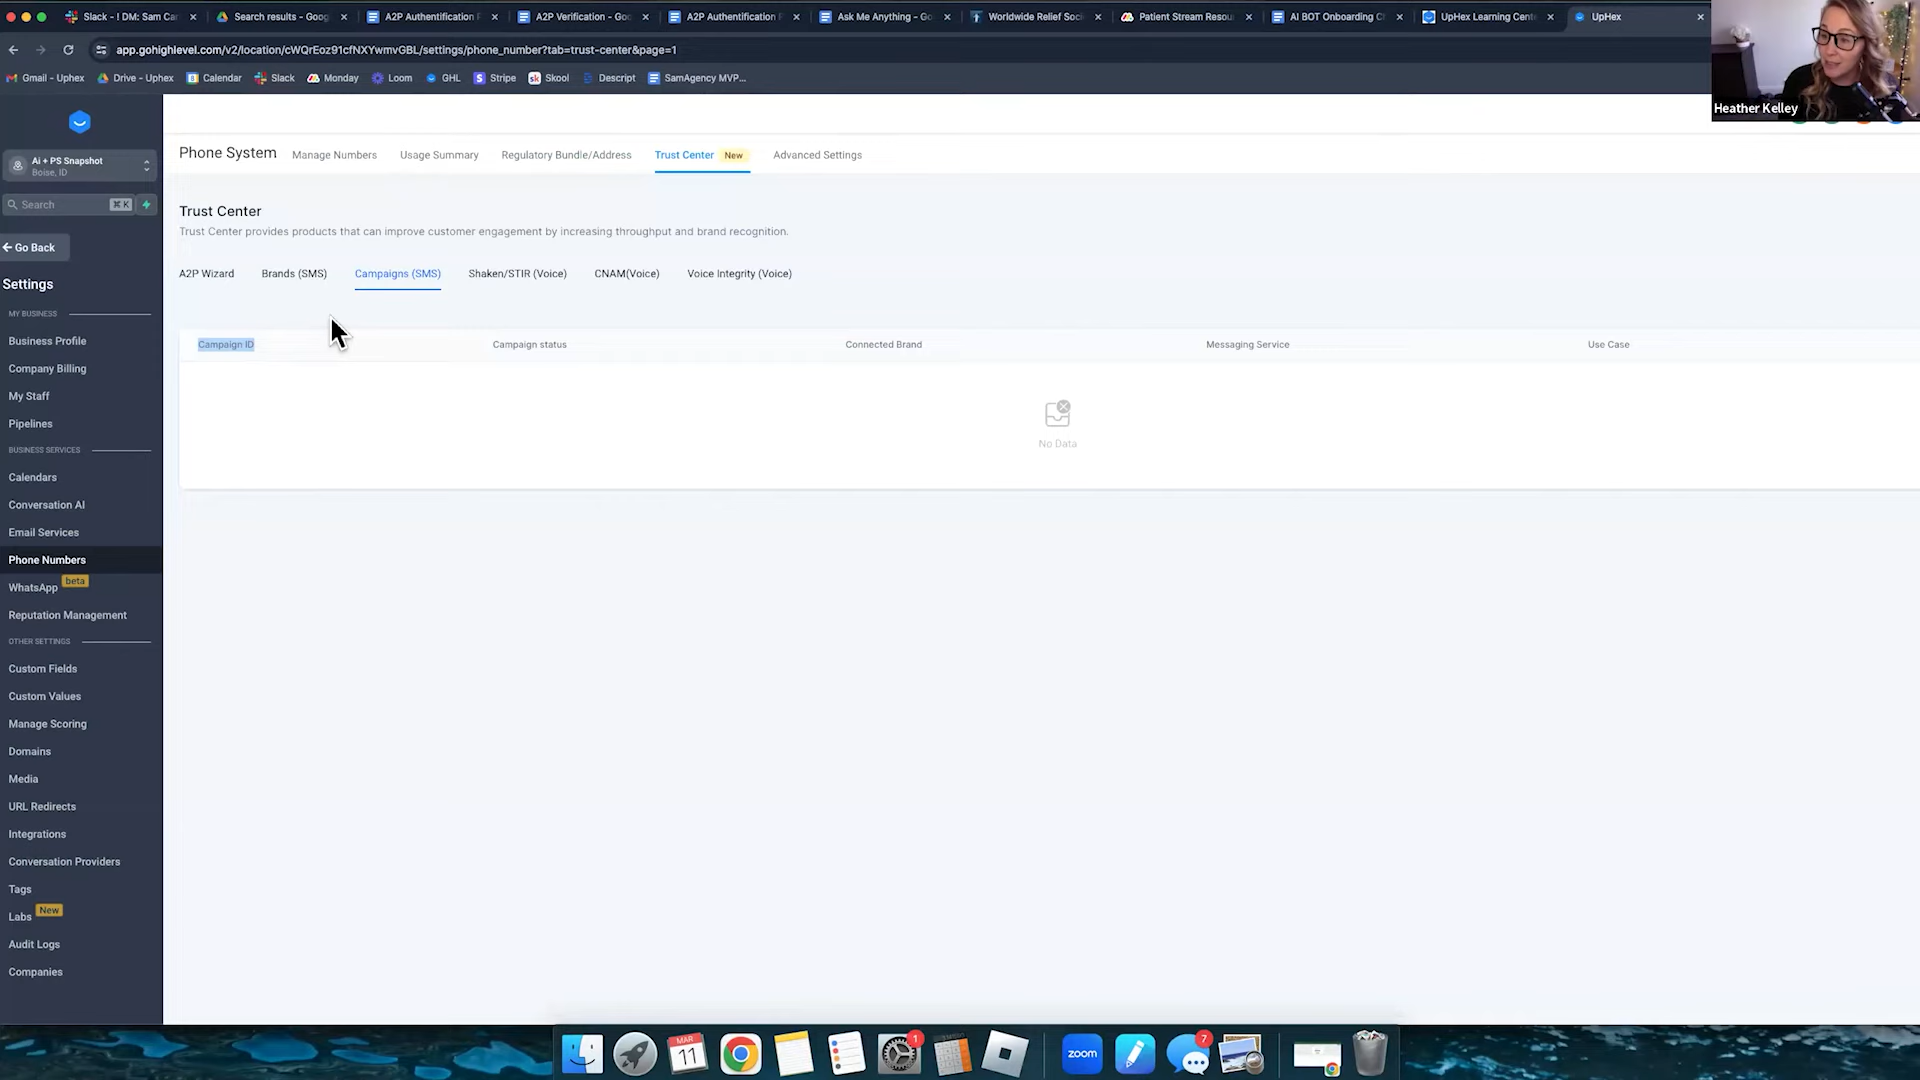 Slack - ! DM: Sam Car
Search results - Goog
A2P Authentification P
A2P Verification - Goo
A2P Authentification P
Ask Me Anything - Go
Worldwide Relief Soci
Patient Stream Resou
AI BOT Onboarding C
UpHex Learning Cent
UpHex
app.gohighlevel.com/v2/location/cWQrEoz91cfNXYwmvGBL/settings/phone_number?tab=trust-center&page=1
Gmail - Uphex
Drive - Uphex
Calendar
Slack
Monday
Loom
GHL
Stripe
Skool
Descript
SamAgency MVP...
Heather Kelley
Ai + PS Snapshot
Boise, ID
Search
⌘ K
Go Back
Settings
MY BUSINESS
Business Profile
Company Billing
My Staff
Pipelines
BUSINESS SERVICES
Calendars
Conversation AI
Email Services
Phone Numbers
WhatsApp beta
Reputation Management
OTHER SETTINGS
Custom Fields
Custom Values
Manage Scoring
Domains
Media
URL Redirects
Integrations
Conversation Providers
Tags
Labs New
Audit Logs
Companies
Phone System
Manage Numbers
Usage Summary
Regulatory Bundle/Address
Trust Center New
Advanced Settings
Trust Center
Trust Center provides products that can improve customer engagement by increasing throughput and brand recognition.
A2P Wizard
Brands (SMS)
Campaigns (SMS)
Shaken/STIR (Voice)
CNAM(Voice)
Voice Integrity (Voice)
Campaign ID
Campaign status
Connected Brand
Messaging Service
Use Case
No Data
MAR
11
1
zoom
7